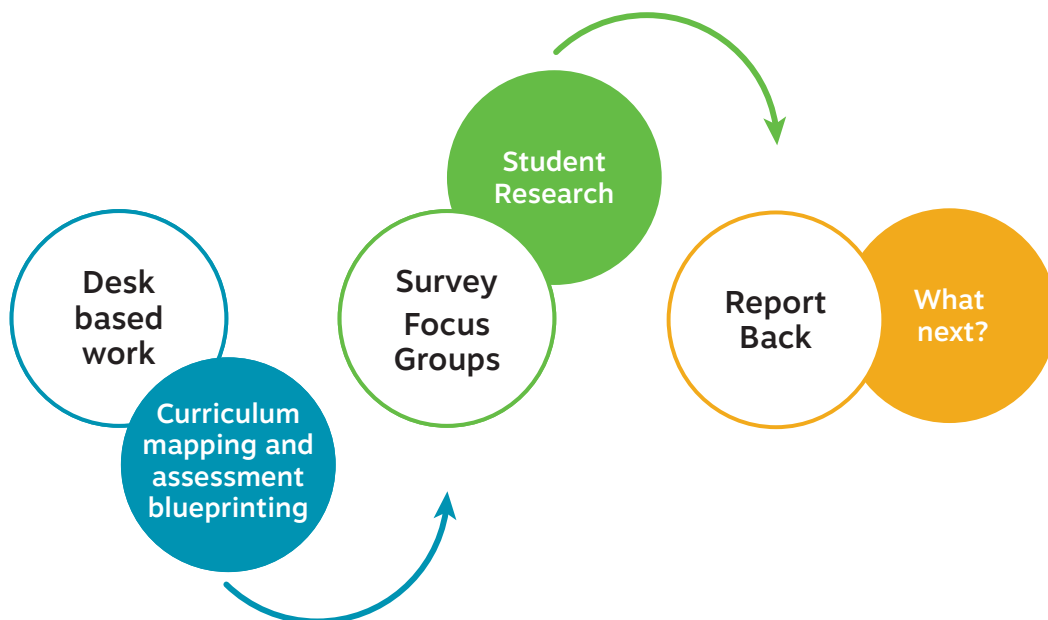 Desk
based
work
Curriculum
mapping and
assessment
blueprinting
Survey
Focus
Groups
Student
Research
Report
Back
What
next?